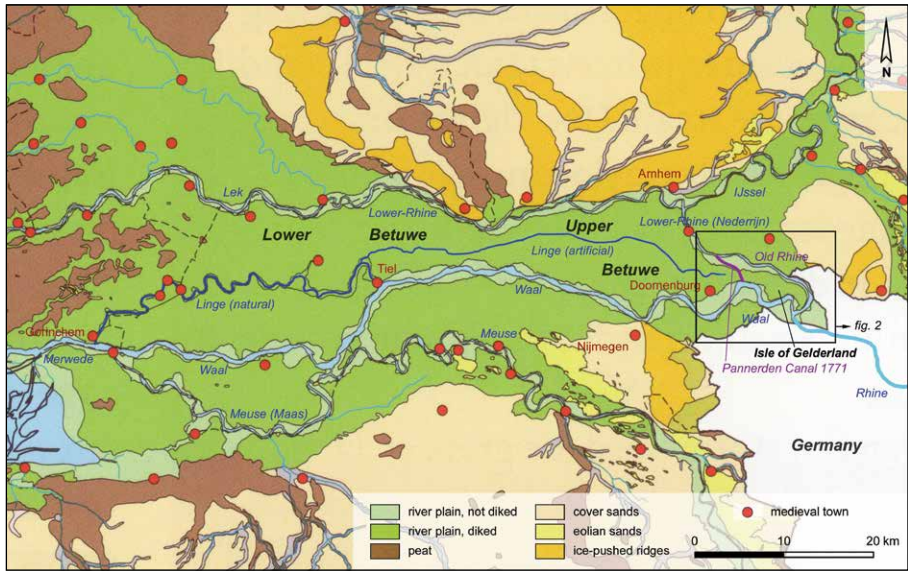 N
Arnhem
IJssel
Lek
Lower-Rhine
Upper
Lower-Rhine (Nederrijn)
Lower
Betuwe
Old Rhine
Linge (artificial)
Betuwe
Tiel
Doornenburg
Waal
Linge (natural)
Waal
fig. 2
Gorinchem
Meuse
Nijmegen
Merwede
Isle of Gelderland
Waal
Pannerden Canal 1771
Rhine
Meuse (Maas)
Germany
river plain, not diked
cover sands
medieval town
river plain, diked
eolian sands
peat
ice-pushed ridges
0 10 20 km